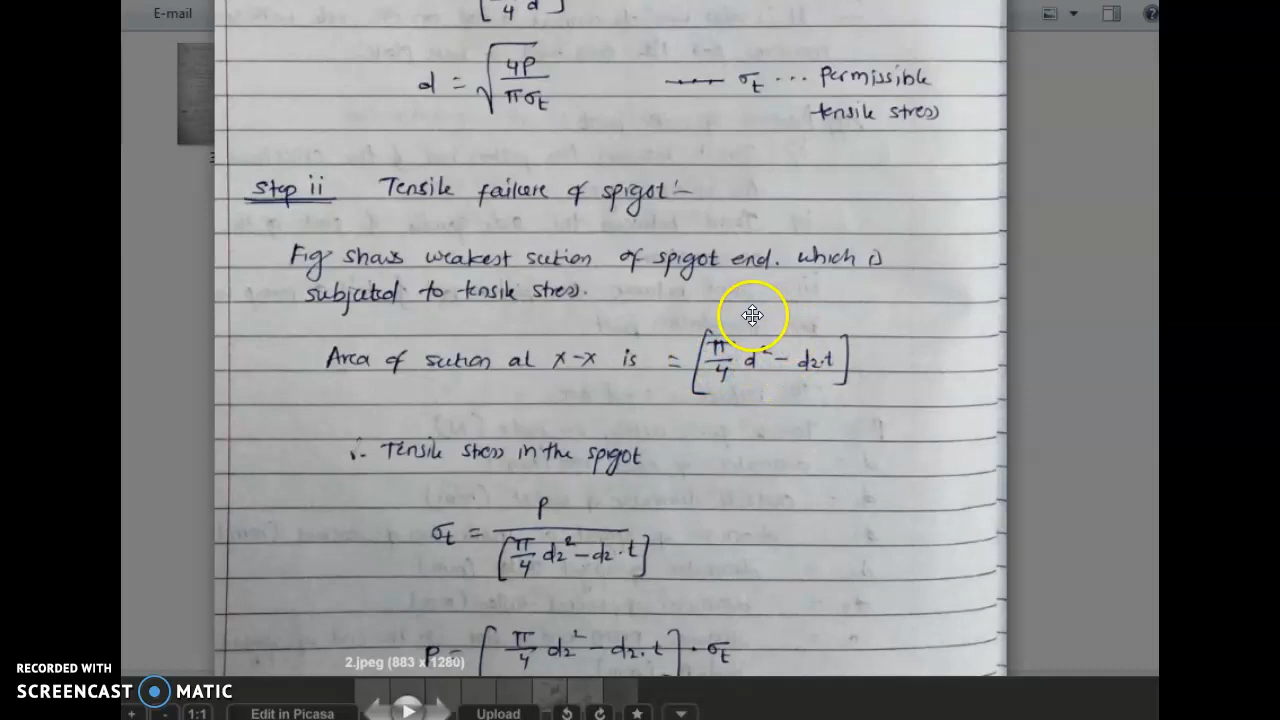 E-mail
[π/4 d²]
d = √(4P/πσt) —— σt ... Permissible
tensile stress
Step ii Tensile failure of spigot :-
Fig shows weakest section of spigot end. which is
subjected to tensile stress.
Area of section at x-x is = [π/4 d² - d2.t]
∴ Tensile stress in the spigot
σt = P / [π/4 d2² - d2.t]
P = [π/4 d2² - d2.t] . σt
2.jpeg (883 x 1280)
RECORDED WITH
SCREENCAST MATIC
+ - 1:1 Edit in Picasa Upload